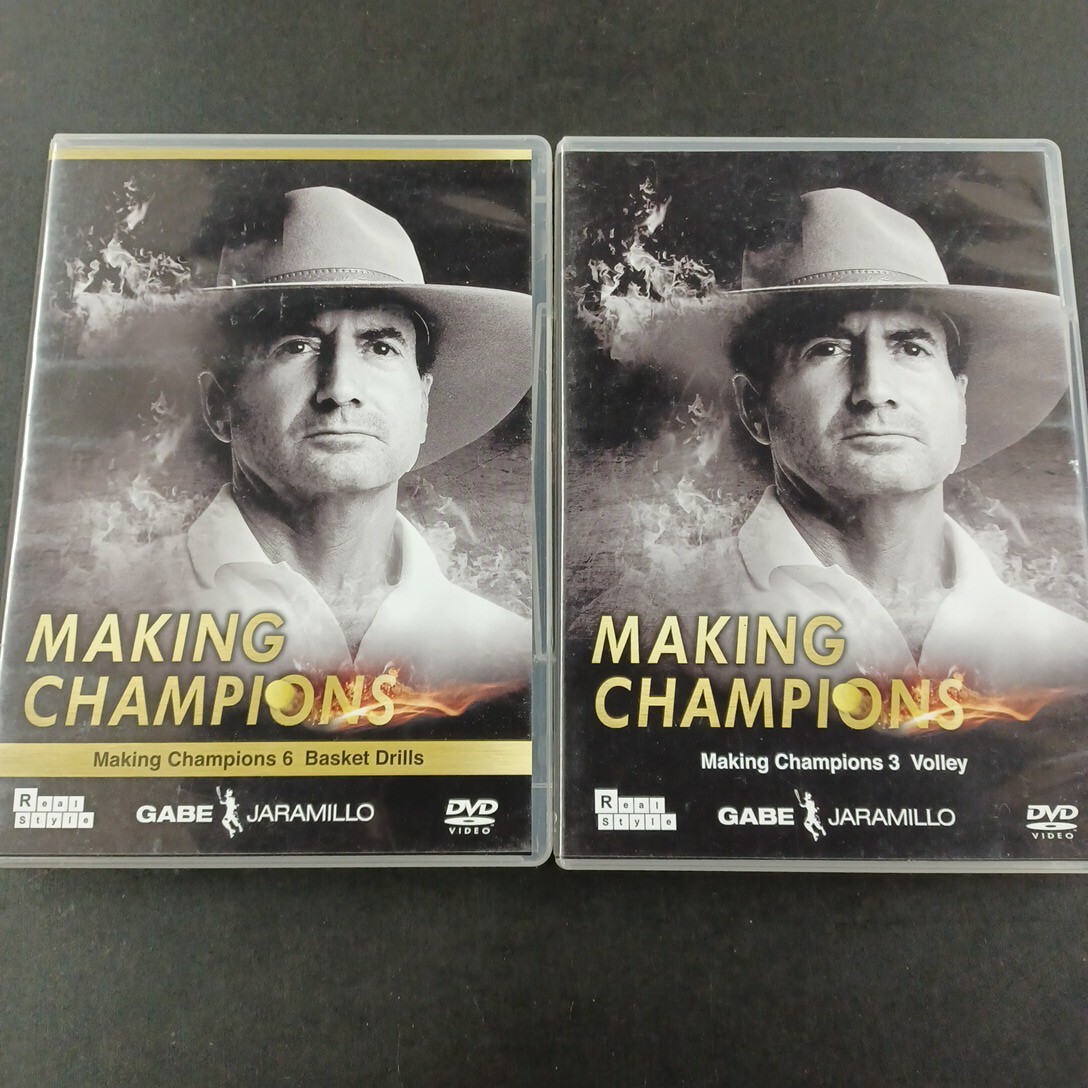 MAKING
CHAMPIONS
Making Champions 6 Basket Drills
Real
Style
GABE JARAMILLO
DVD
VIDEO
MAKING
CHAMPIONS
Making Champions 3 Volley
Real
Style
GABE JARAMILLO
DVD
VIDEO